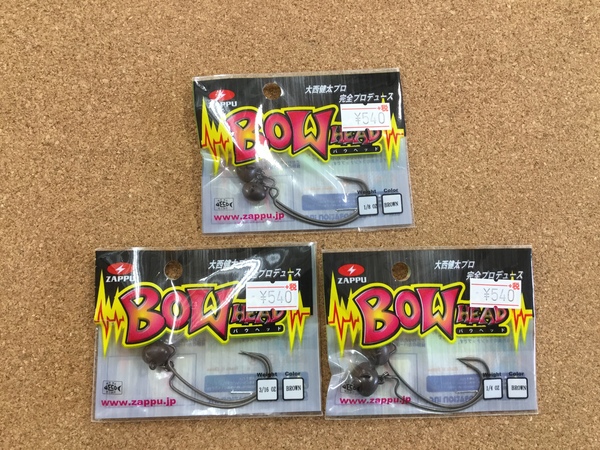 ZAPPU
大西健太プロ
完全プロデュース
+税
¥540
BOW HEAD
バウヘッド
Weight
Color
1/8 OZ
BROWN
www.zappu.jp
ZAPPU
大西健太プロ
完全プロデュース
+税
¥540
BOW HEAD
バウヘッド
Weight
Color
3/16 OZ
BROWN
www.zappu.jp
ZAPPU
大西健太プロ
完全プロデュース
+税
¥540
BOW HEAD
バウヘッド
Weight
Color
1/4 OZ
BROWN
www.zappu.jp